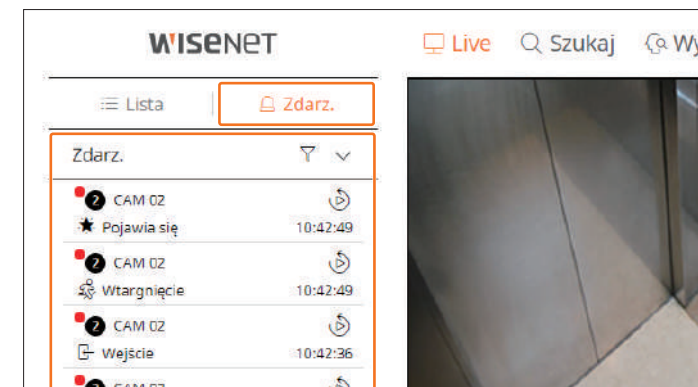 WISENET
Live Szukaj
Lista Zdarz.
Zdarz.
2 CAM 02
Pojawia się 10:42:49
2 CAM 02
Wtargnięcie 10:42:49
2 CAM 02
Wejście 10:42:36